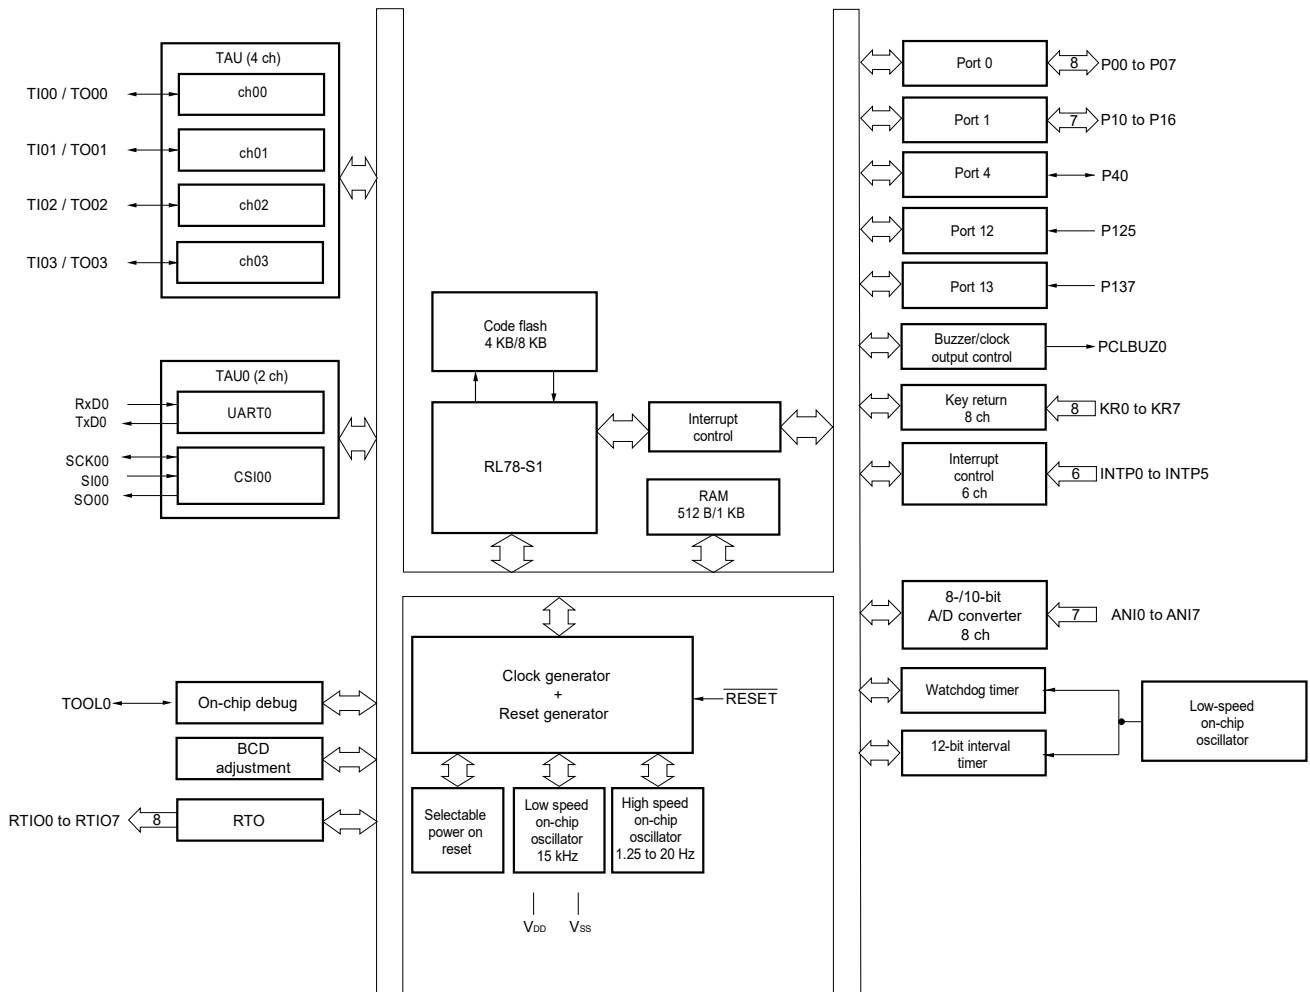 TAU (4 ch)
TI00 / TO00
ch00
TI01 / TO01
ch01
TI02 / TO02
ch02
TI03 / TO03
ch03
TAU0 (2 ch)
RxD0
TxD0
UART0
SCK00
SI00
SO00
CSI00
TOOL0
On-chip debug
BCD
adjustment
RTIO0 to RTIO7
8
RTO
Code flash
4 KB/8 KB
RL78-S1
Interrupt
control
RAM
512 B/1 KB
Clock generator
+
Reset generator
RESET
Selectable
power on
reset
Low speed
on-chip
oscillator
15 kHz
High speed
on-chip
oscillator
1.25 to 20 Hz
VDD
VSS
Port 0
8
P00 to P07
Port 1
7
P10 to P16
Port 4
P40
Port 12
P125
Port 13
P137
Buzzer/clock
output control
PCLBUZ0
Key return
8 ch
8
KR0 to KR7
Interrupt
control
6 ch
6
INTP0 to INTP5
8-/10-bit
A/D converter
8 ch
7
ANI0 to ANI7
Watchdog timer
12-bit interval
timer
Low-speed
on-chip
oscillator